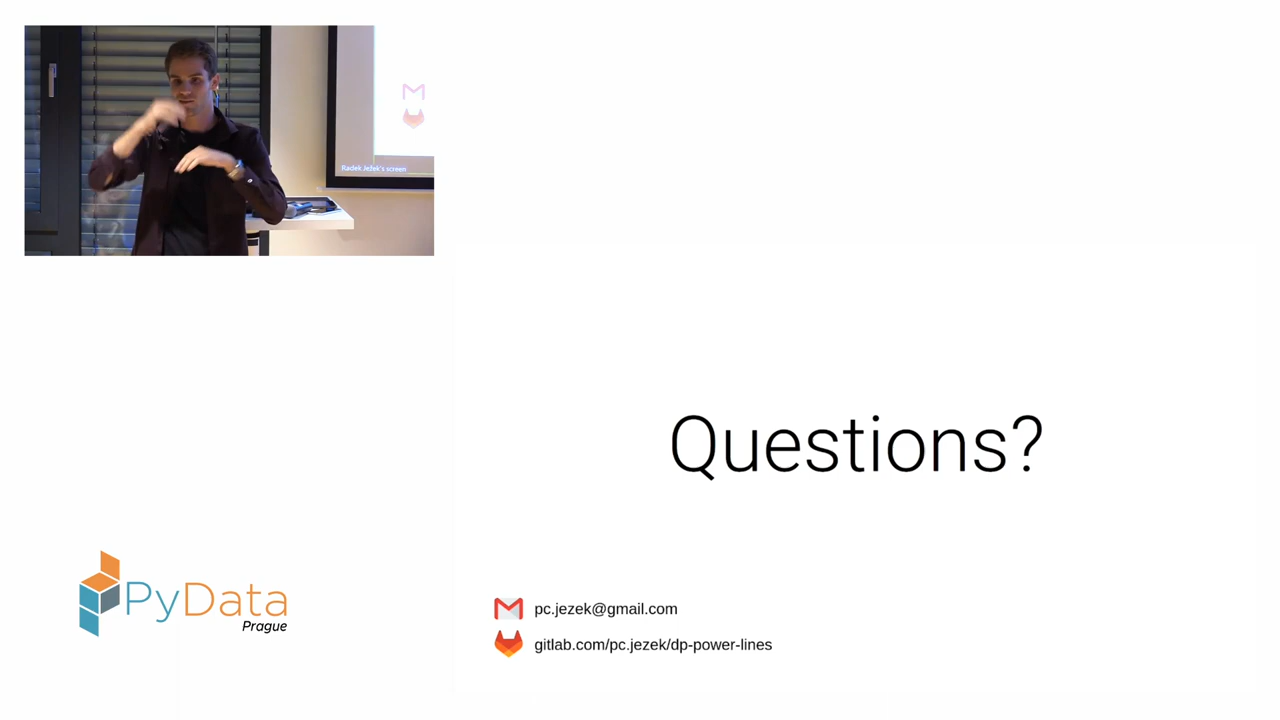 Radek Ježek's screen
Questions?
PyData
Prague
pc.jezek@gmail.com
gitlab.com/pc.jezek/dp-power-lines